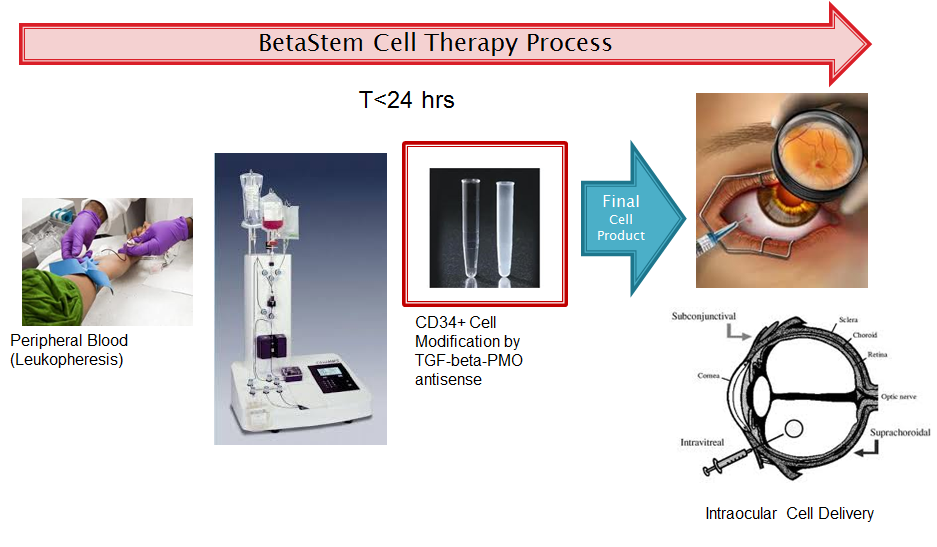 BetaStem Cell Therapy Process
T<24 hrs
Peripheral Blood
(Leukopheresis)
CD34+ Cell
Modification by
TGF-beta-PMO
antisense
Final
Cell
Product
Subconjunctival
Sclera
Choroid
Retina
Cornea
Optic nerve
Suprachoroidal
Intravitreal
Intraocular Cell Delivery